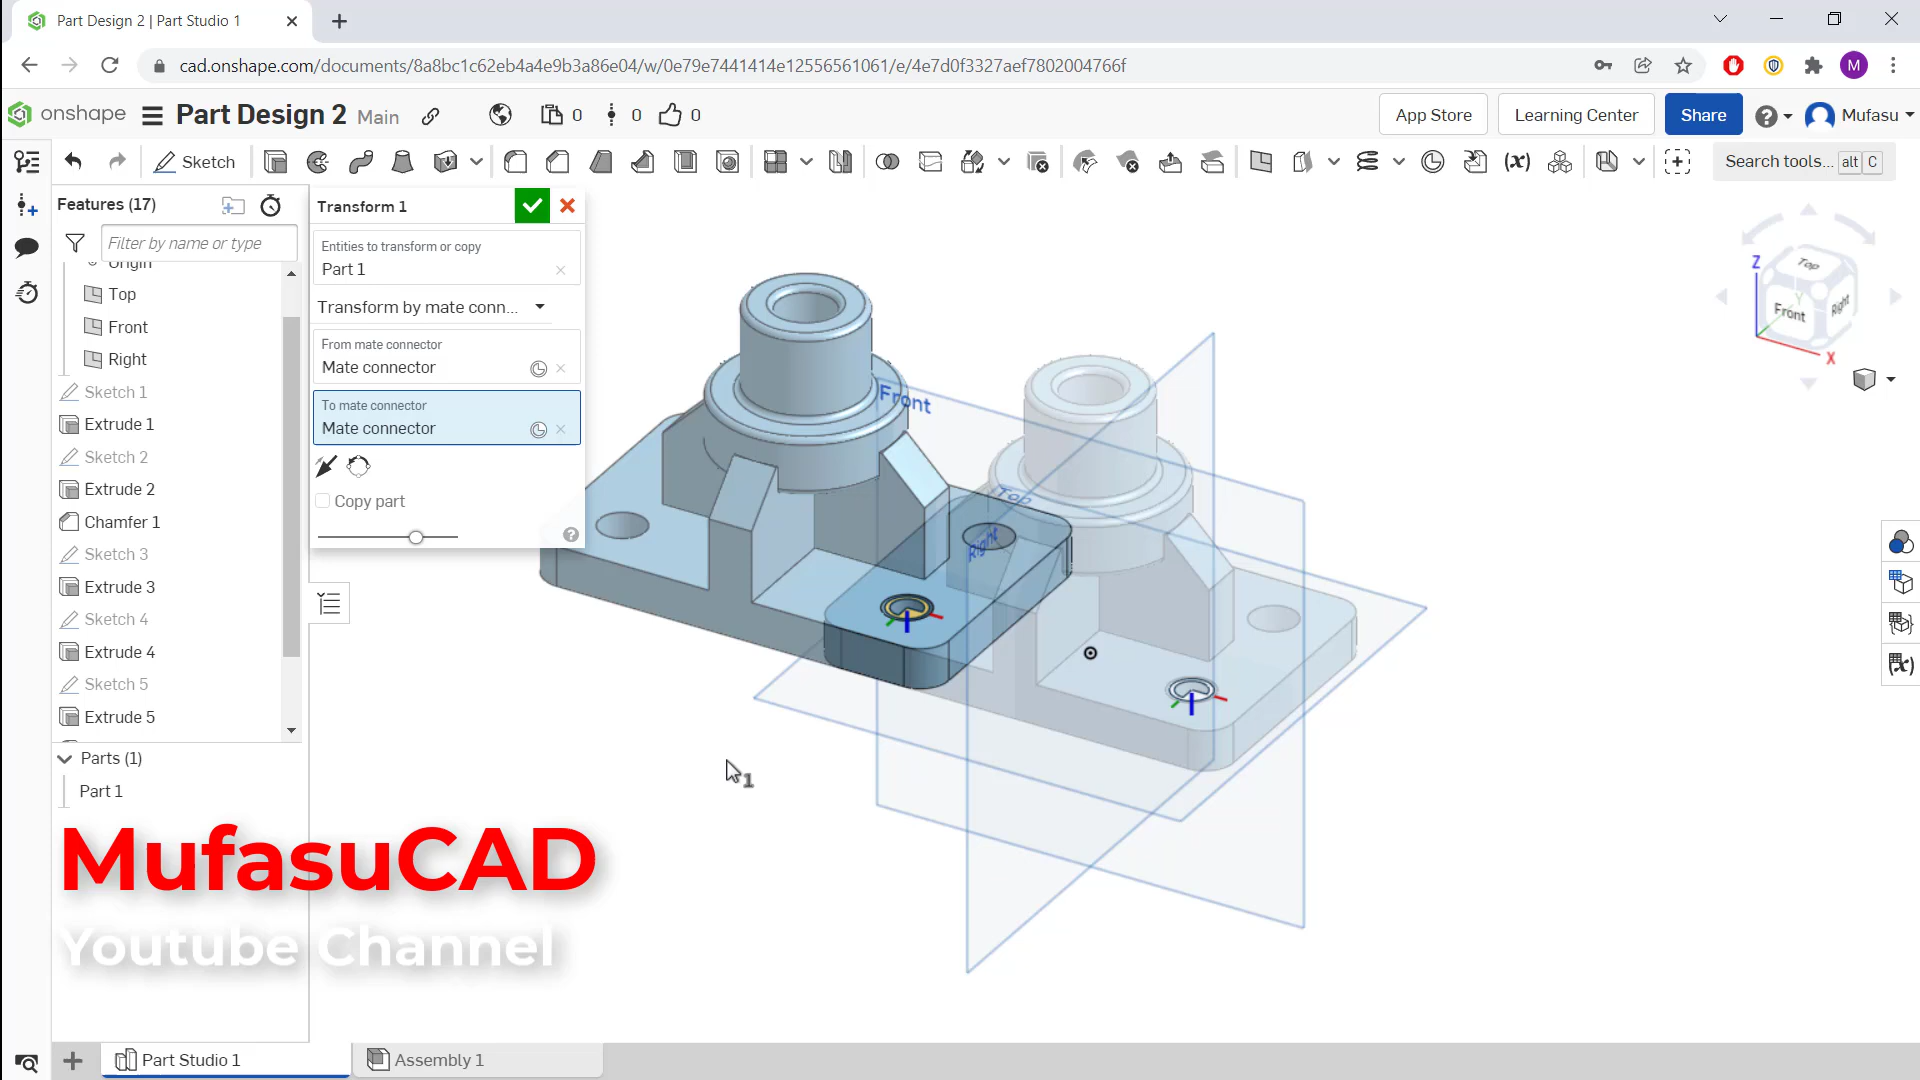 Part Design 2 | Part Studio 1
cad.onshape.com/documents/8a8bc1c62eb4a4e9b3a86e04/w/0e79e7441414e12556561061/e/4e7d0f3327aef7802004766f
M
onshape
Part Design 2 Main
0
0
0
App Store
Learning Center
Share
Mufasu
Sketch
Search tools... alt C
Features (17)
Filter by name or type
Origin
Top
Front
Right
Sketch 1
Extrude 1
Sketch 2
Extrude 2
Chamfer 1
Sketch 3
Extrude 3
Sketch 4
Extrude 4
Sketch 5
Extrude 5
Parts (1)
Part 1
Transform 1
Entities to transform or copy
Part 1
Transform by mate conn...
From mate connector
Mate connector
To mate connector
Mate connector
Copy part
Front
Top
Right
Z
Top
Y
Front
Right
X
1
MufasuCAD
Youtube Channel
Part Studio 1
Assembly 1